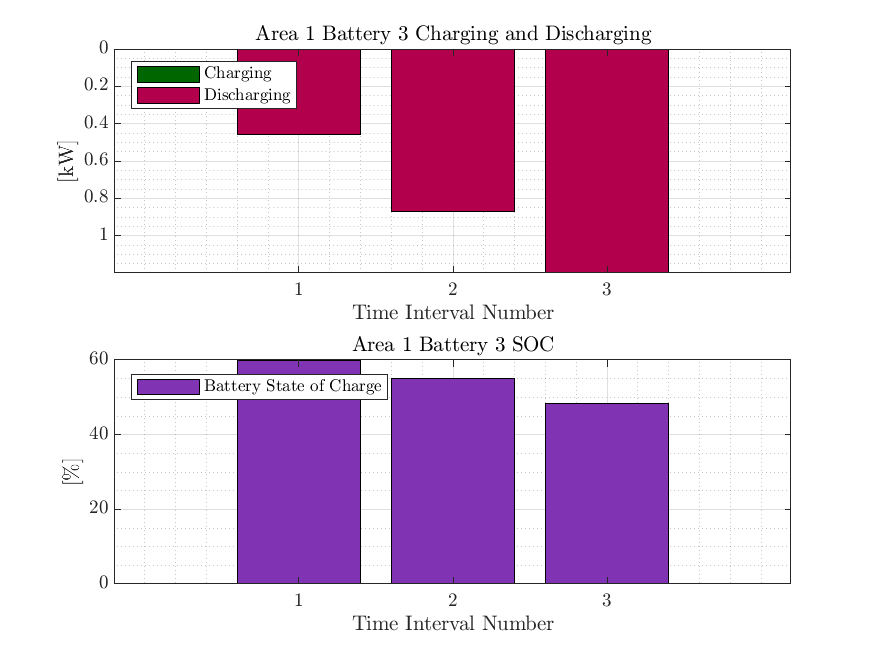 Area 1 Battery 3 Charging and Discharging
0
0.2
0.4
0.6
0.8
1
[kW]
Charging
Discharging
1 2 3
Time Interval Number
Area 1 Battery 3 SOC
60
40
20
0
[%]
Battery State of Charge
1 2 3
Time Interval Number